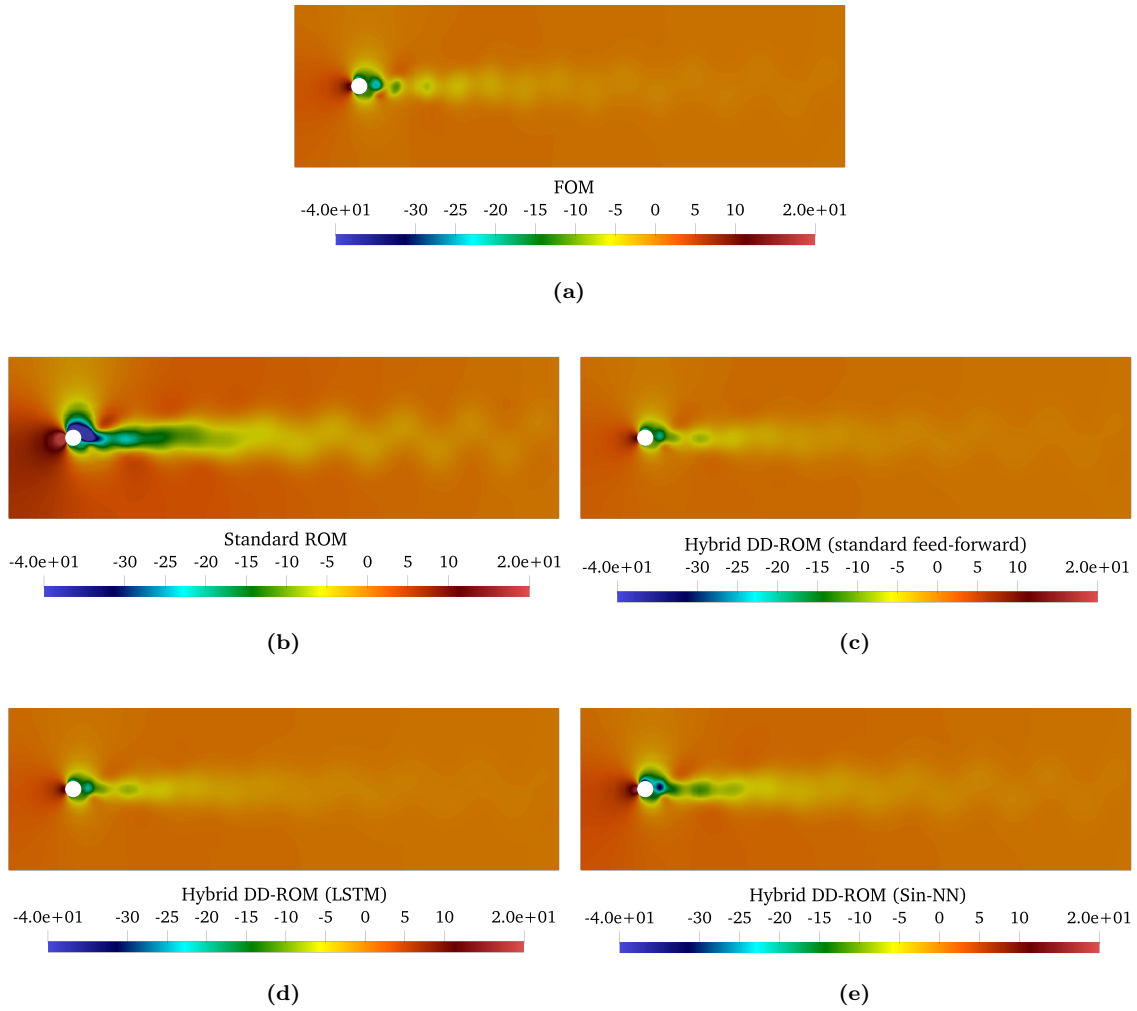 FOM
-4.0e+01 -30 -25 -20 -15 -10 -5 0 5 10 2.0e+01
(a)
Standard ROM
-4.0e+01 -30 -25 -20 -15 -10 -5 0 5 10 2.0e+01
(b)
Hybrid DD-ROM (standard feed-forward)
-4.0e+01 -30 -25 -20 -15 -10 -5 0 5 10 2.0e+01
(c)
Hybrid DD-ROM (LSTM)
-4.0e+01 -30 -25 -20 -15 -10 -5 0 5 10 2.0e+01
(d)
Hybrid DD-ROM (Sin-NN)
-4.0e+01 -30 -25 -20 -15 -10 -5 0 5 10 2.0e+01
(e)